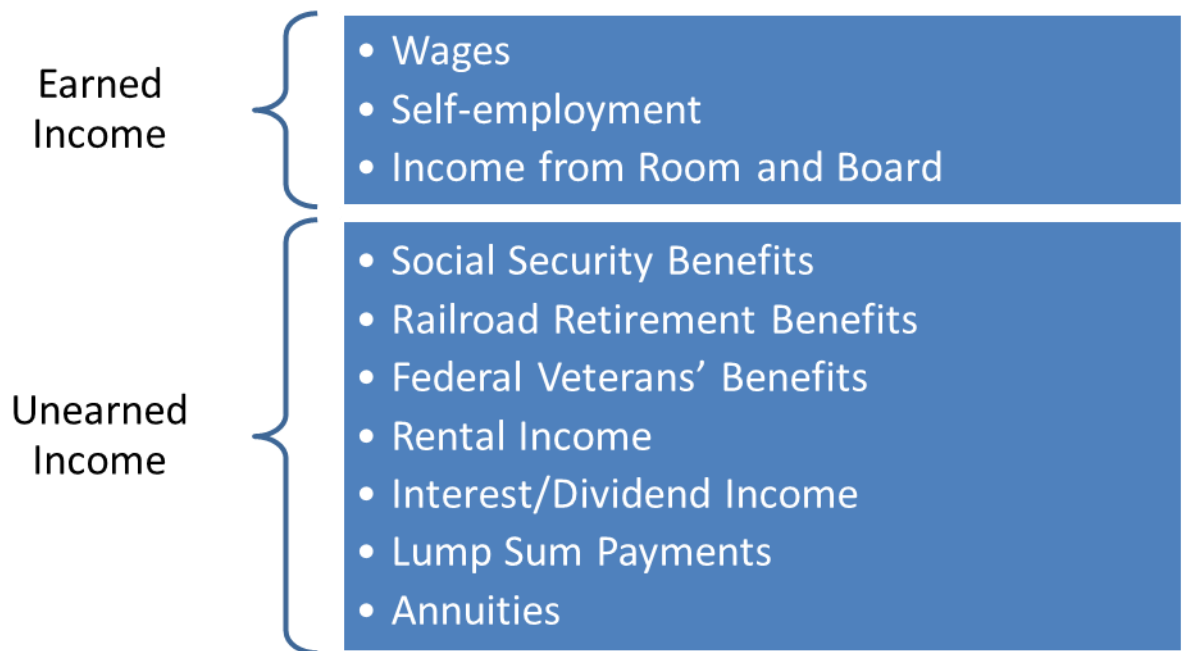 Earned
Income
• Wages
• Self-employment
• Income from Room and Board
Unearned
Income
• Social Security Benefits
• Railroad Retirement Benefits
• Federal Veterans’ Benefits
• Rental Income
• Interest/Dividend Income
• Lump Sum Payments
• Annuities